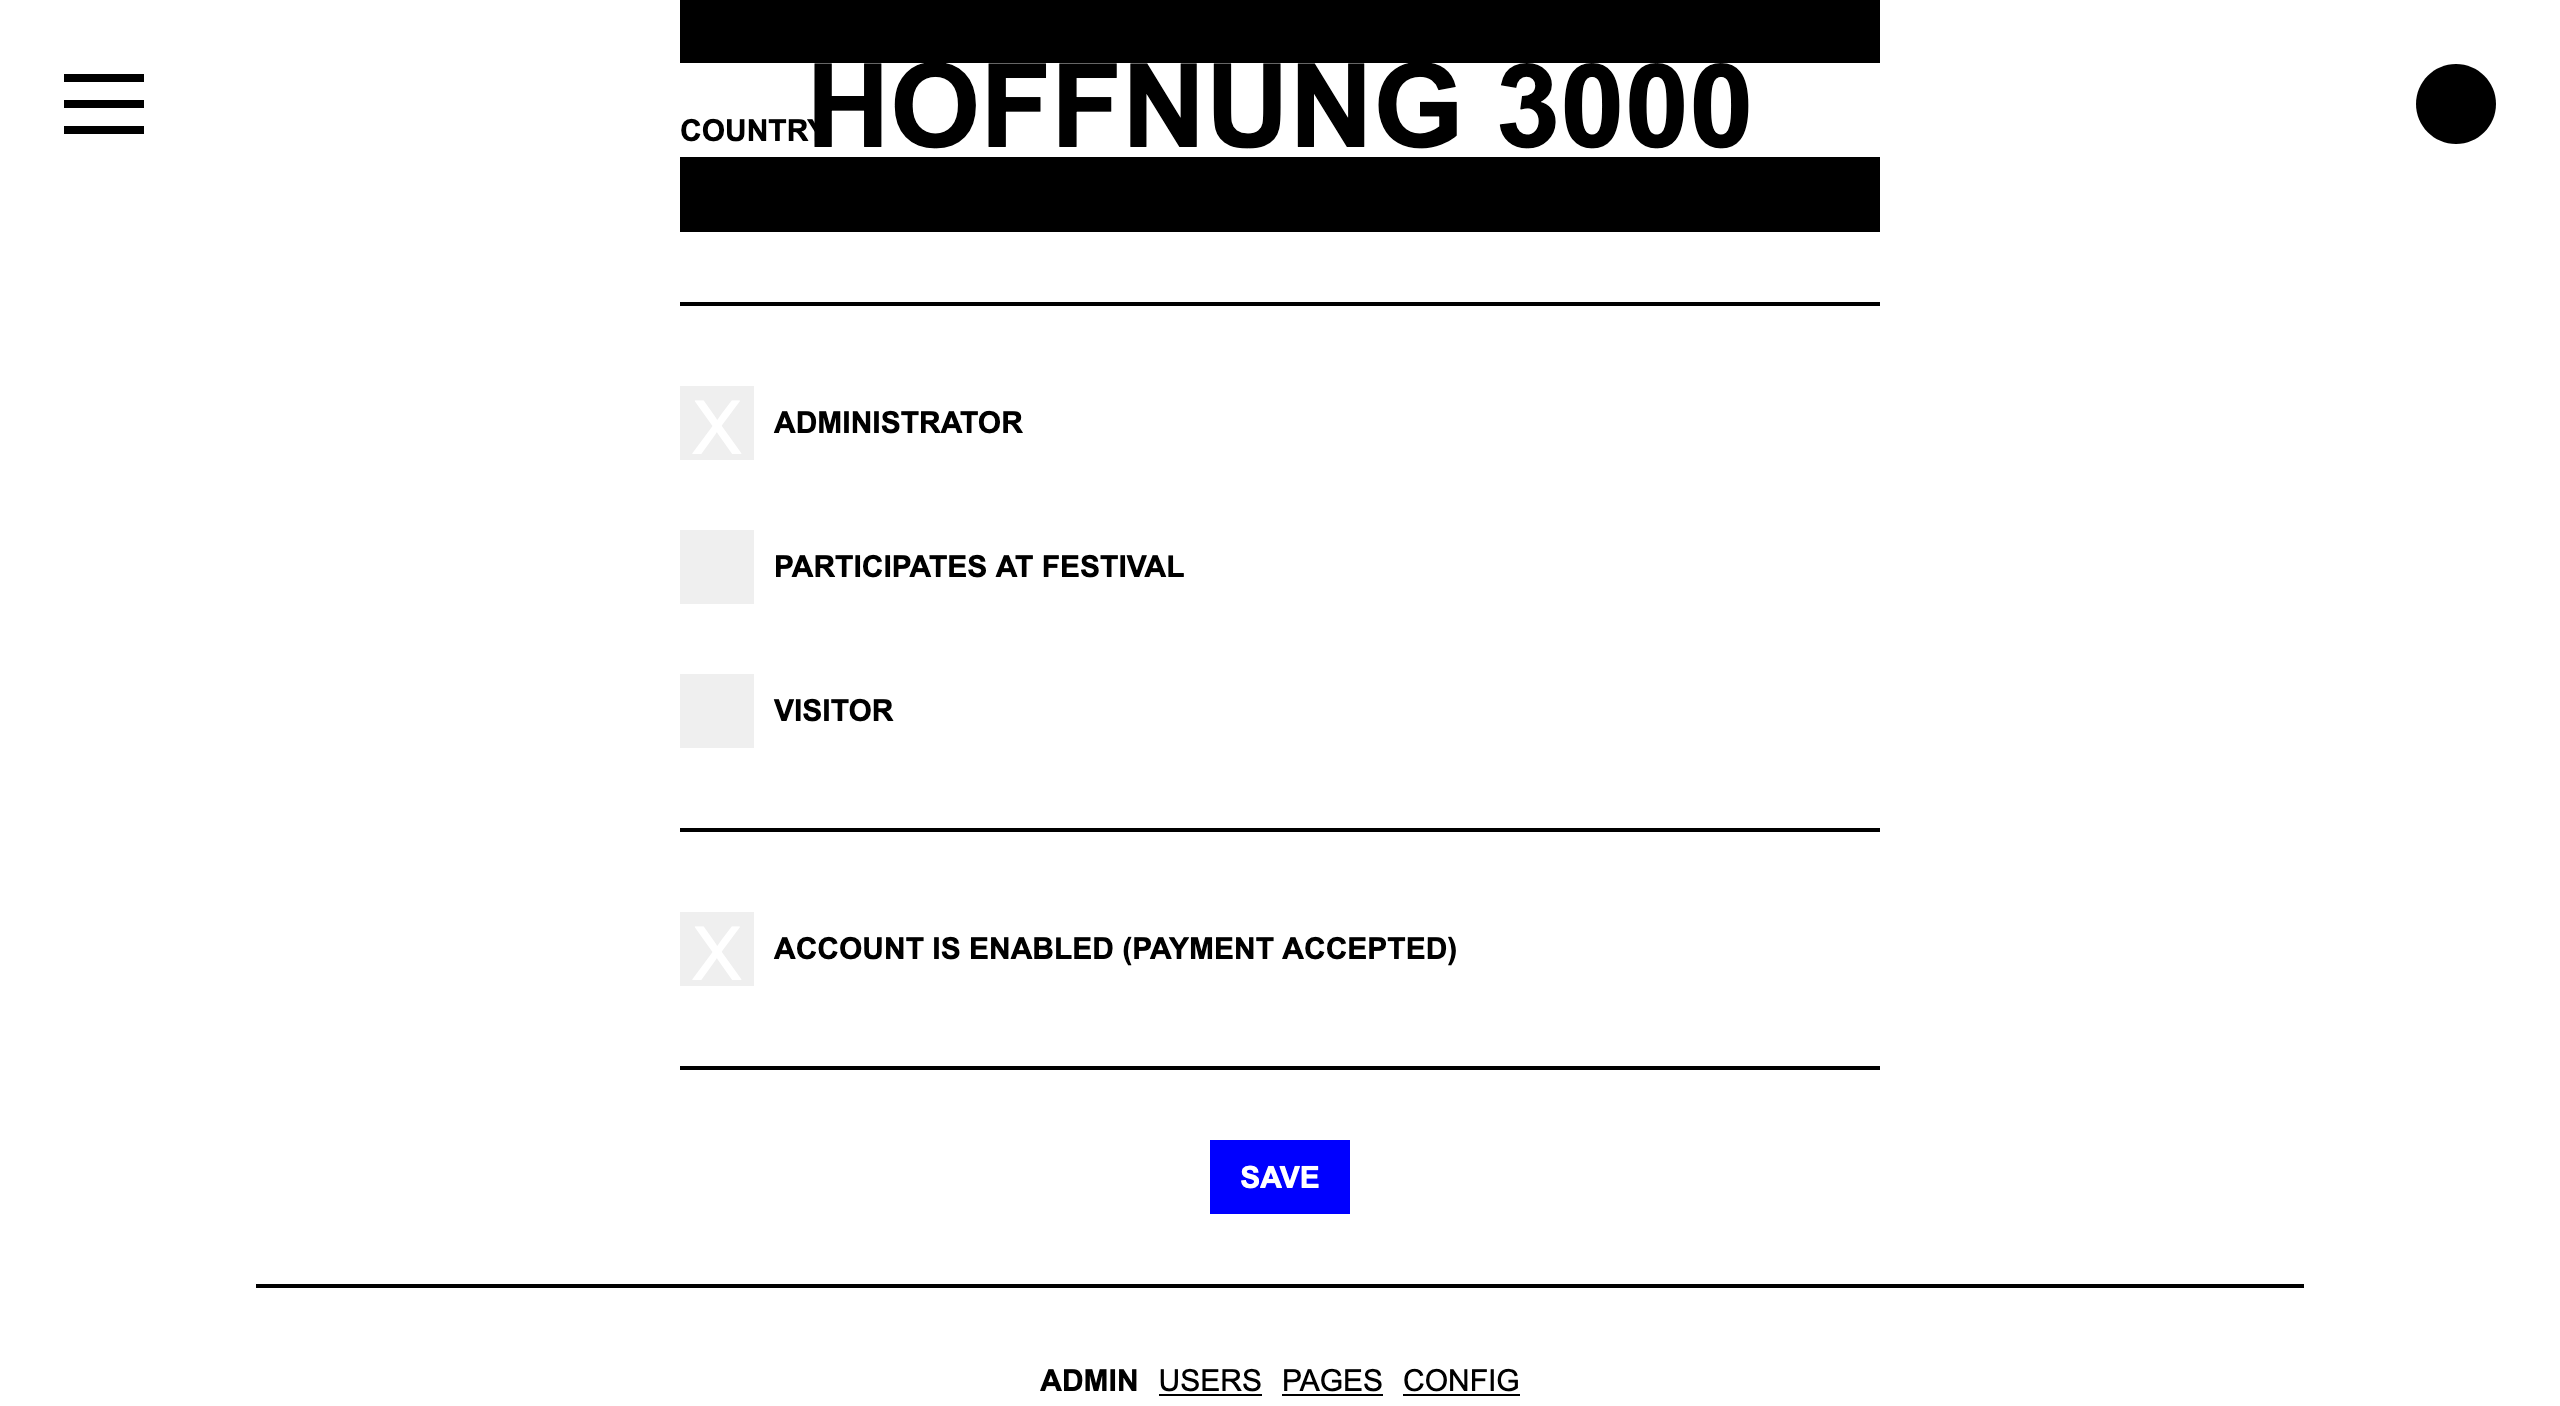 HOFFNUNG 3000
COUNTRY
X ADMINISTRATOR
PARTICIPATES AT FESTIVAL
VISITOR
X ACCOUNT IS ENABLED (PAYMENT ACCEPTED)
SAVE
ADMIN USERS PAGES CONFIG